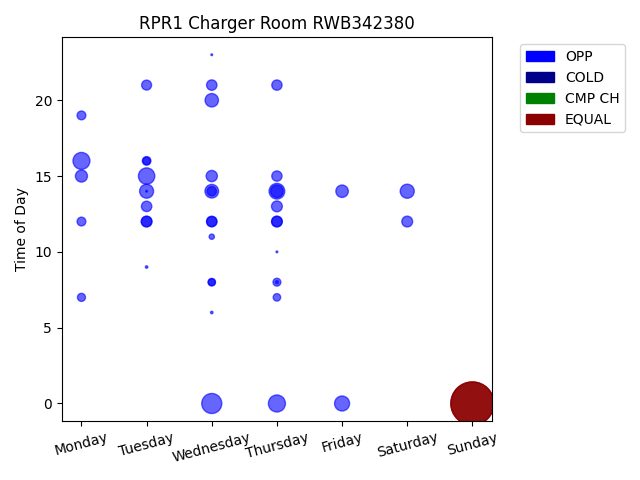 RPR1 Charger Room RWB342380
OPP
COLD
CMP CH
EQUAL
Time of Day
20
15
10
5
0
Monday
Tuesday
Wednesday
Thursday
Friday
Saturday
Sunday